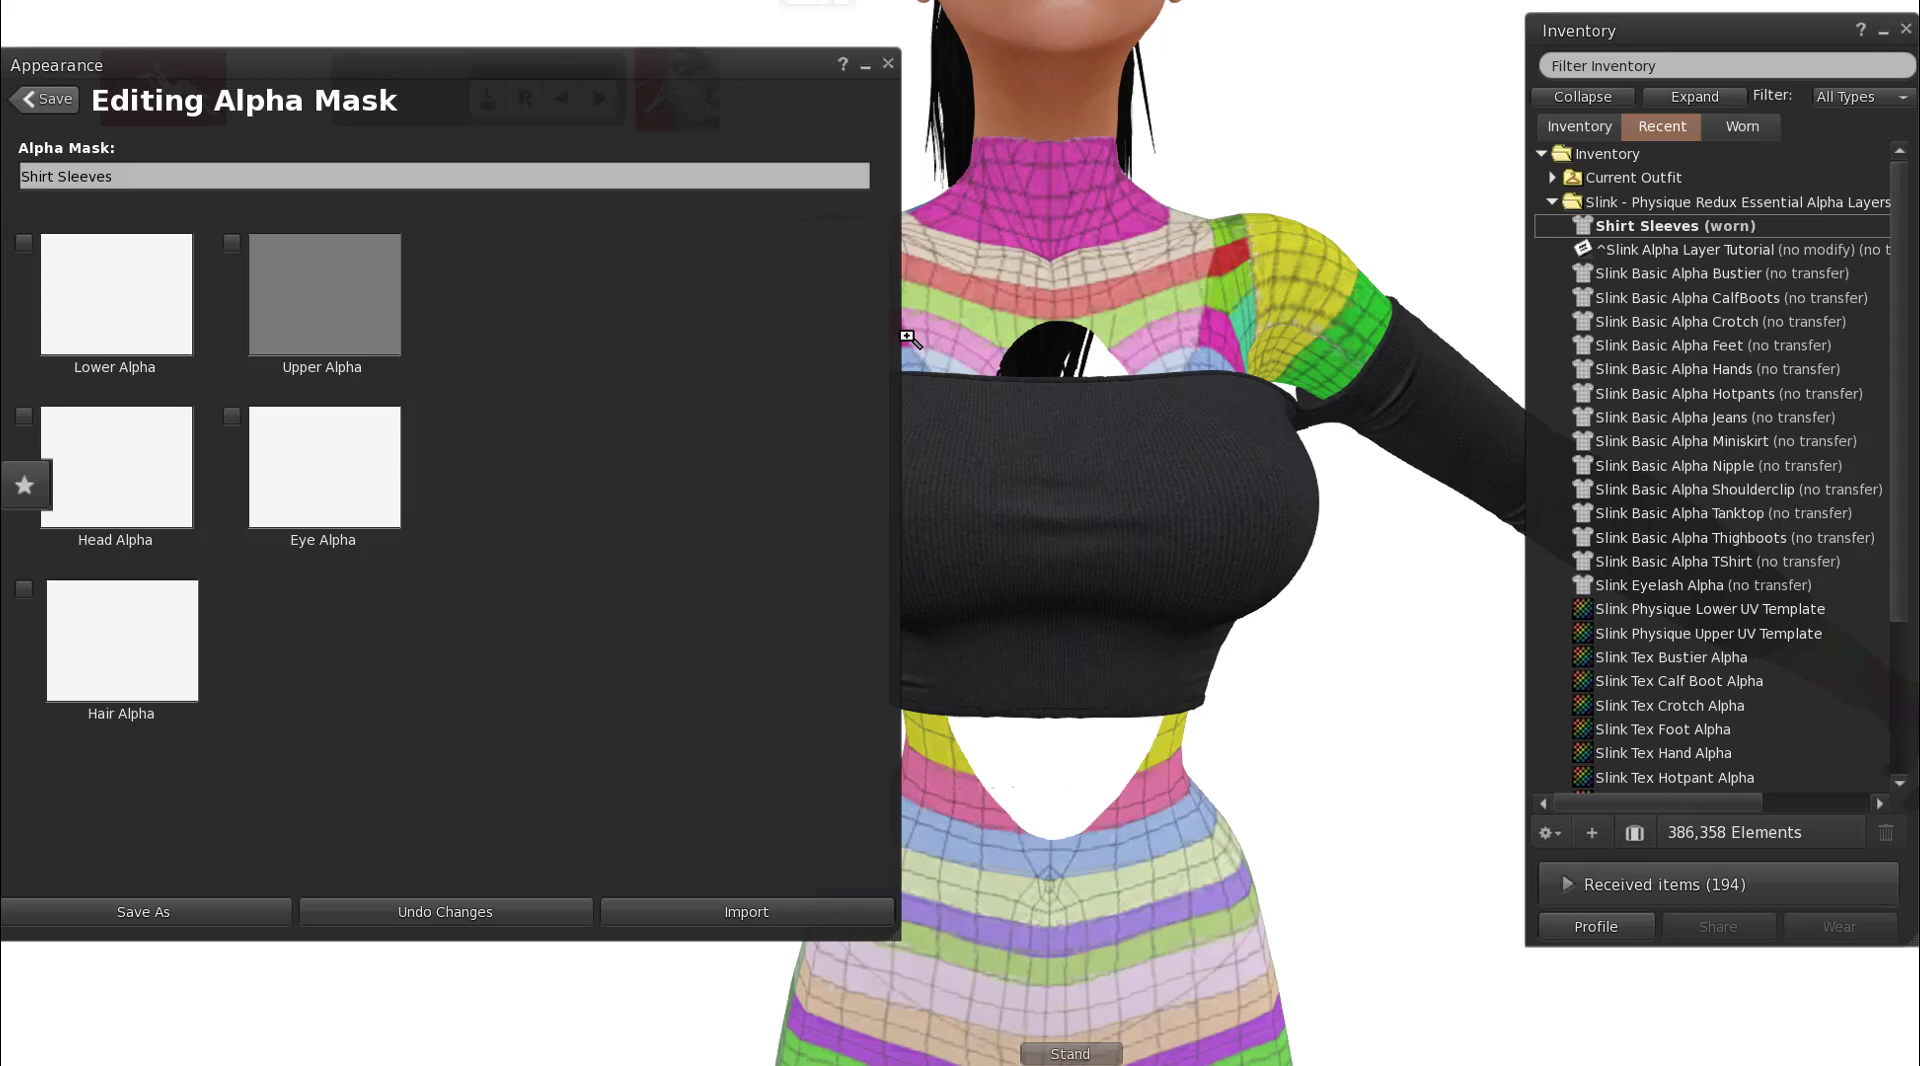 Appearance
?
Save
Editing Alpha Mask
L R
Alpha Mask:
Shirt Sleeves
Lower Alpha
Upper Alpha
Head Alpha
Eye Alpha
Hair Alpha
Save As
Undo Changes
Import
Stand
Inventory
?
Filter Inventory
Collapse
Expand
Filter:
All Types
Inventory
Recent
Worn
Inventory
Current Outfit
Slink - Physique Redux Essential Alpha Layers
Shirt Sleeves (worn)
^Slink Alpha Layer Tutorial (no modify) (no t
Slink Basic Alpha Bustier (no transfer)
Slink Basic Alpha CalfBoots (no transfer)
Slink Basic Alpha Crotch (no transfer)
Slink Basic Alpha Feet (no transfer)
Slink Basic Alpha Hands (no transfer)
Slink Basic Alpha Hotpants (no transfer)
Slink Basic Alpha Jeans (no transfer)
Slink Basic Alpha Miniskirt (no transfer)
Slink Basic Alpha Nipple (no transfer)
Slink Basic Alpha Shoulderclip (no transfer)
Slink Basic Alpha Tanktop (no transfer)
Slink Basic Alpha Thighboots (no transfer)
Slink Basic Alpha TShirt (no transfer)
Slink Eyelash Alpha (no transfer)
Slink Physique Lower UV Template
Slink Physique Upper UV Template
Slink Tex Bustier Alpha
Slink Tex Calf Boot Alpha
Slink Tex Crotch Alpha
Slink Tex Foot Alpha
Slink Tex Hand Alpha
Slink Tex Hotpant Alpha
386,358 Elements
Received items (194)
Profile
Share
Wear